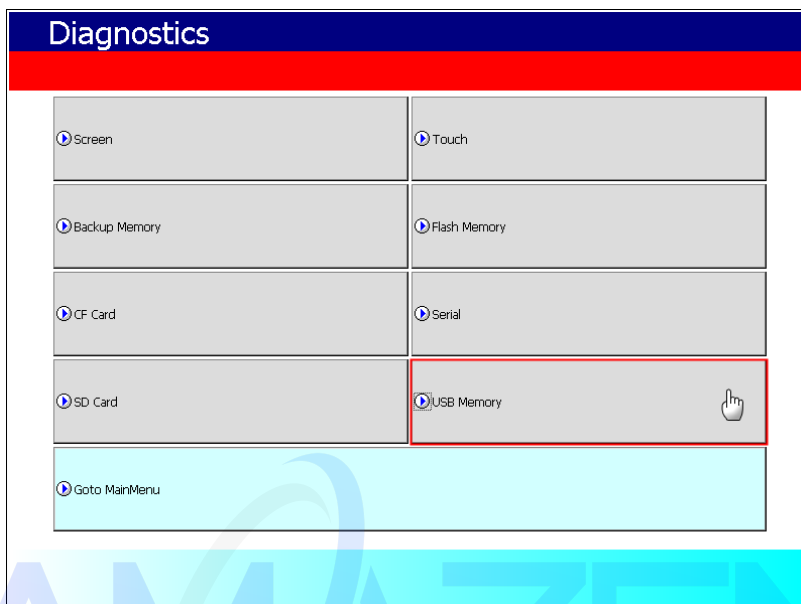 Diagnostics
Screen
Touch
Backup Memory
Flash Memory
CF Card
Serial
SD Card
USB Memory
Goto MainMenu